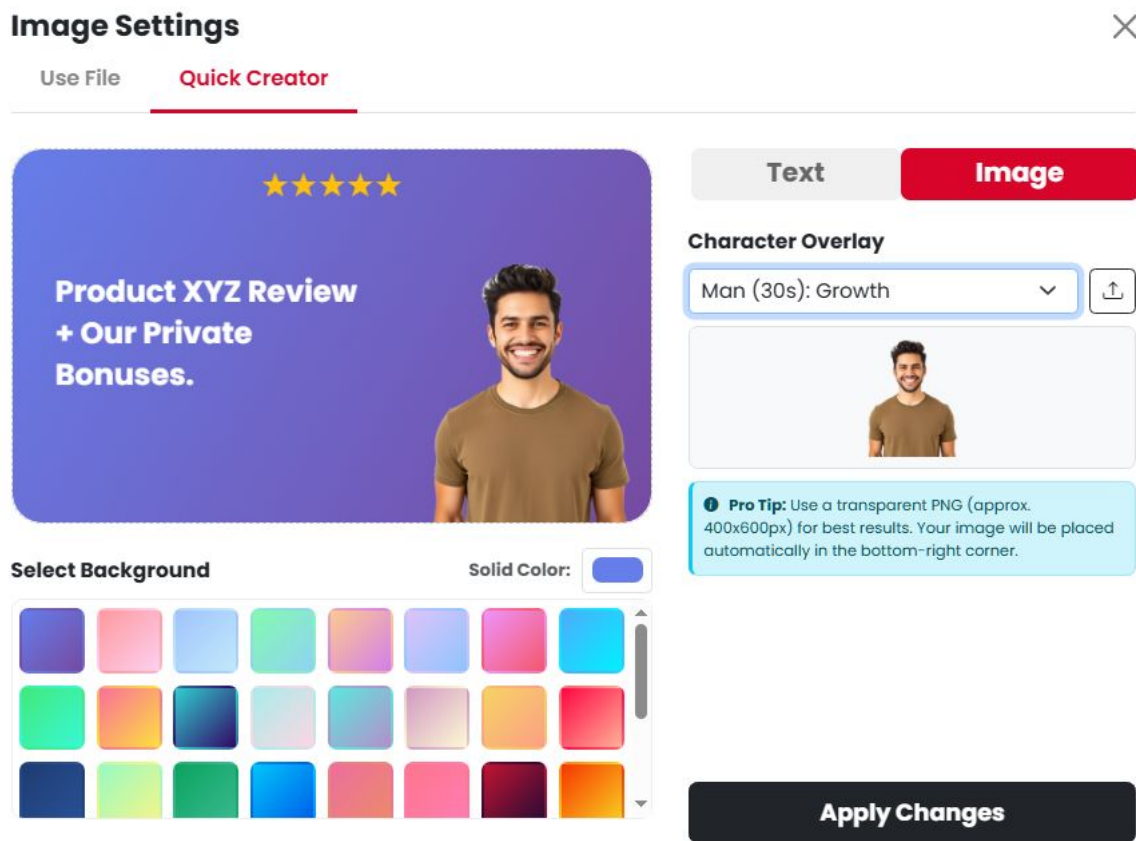 Image Settings
Use File
Quick Creator
Product XYZ Review
+ Our Private
Bonuses.
Select Background
Solid Color:
Text
Image
Character Overlay
Man (30s): Growth
Pro Tip: Use a transparent PNG (approx.
400x600px) for best results. Your image will be placed
automatically in the bottom-right corner.
Apply Changes